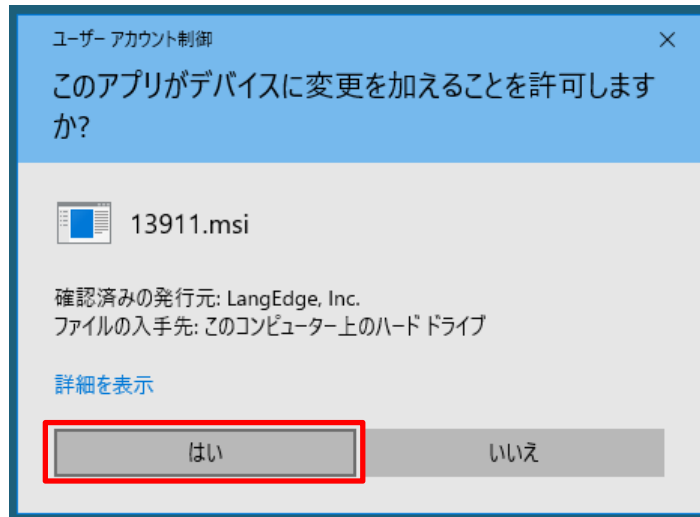 ユーザー アカウント制御
このアプリがデバイスに変更を加えることを許可します
か?
13911.msi
確認済みの発行元: LangEdge, Inc.
ファイルの入手先: このコンピューター上のハード ドライブ
詳細を表示
はい
いいえ